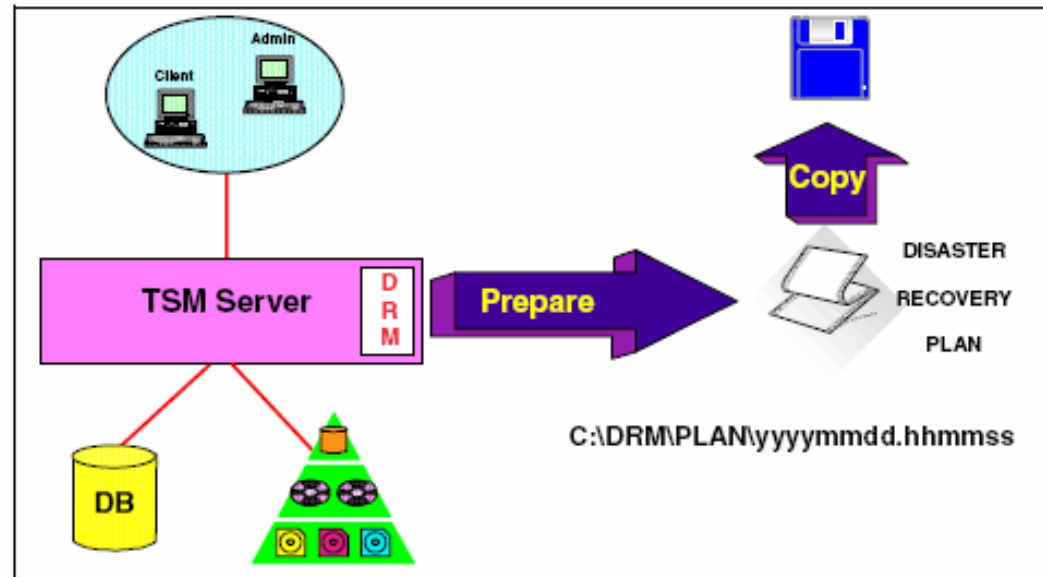 Admin
Client
TSM Server
D
R
M
Prepare
Copy
DISASTER
RECOVERY
PLAN
C:\DRM\PLAN\yyyymmdd.hhmmss
DB